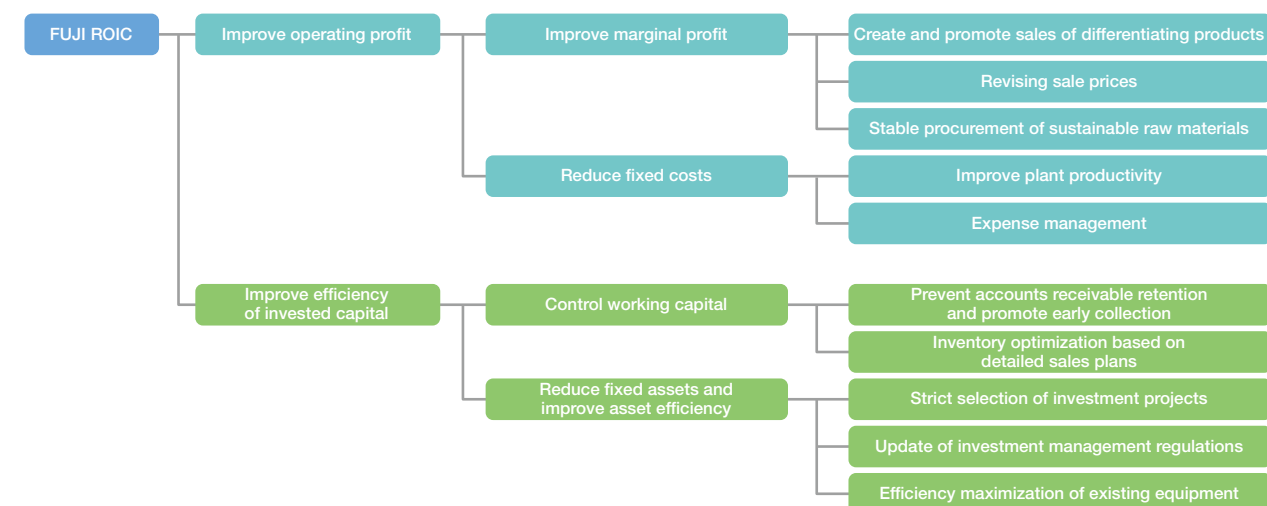 FUJI ROIC
Improve operating profit
Improve marginal profit
Create and promote sales of differentiating products
Revising sale prices
Stable procurement of sustainable raw materials
Reduce fixed costs
Improve plant productivity
Expense management
Improve efficiency
of invested capital
Control working capital
Prevent accounts receivable retention
and promote early collection
Inventory optimization based on
detailed sales plans
Reduce fixed assets and
improve asset efficiency
Strict selection of investment projects
Update of investment management regulations
Efficiency maximization of existing equipment